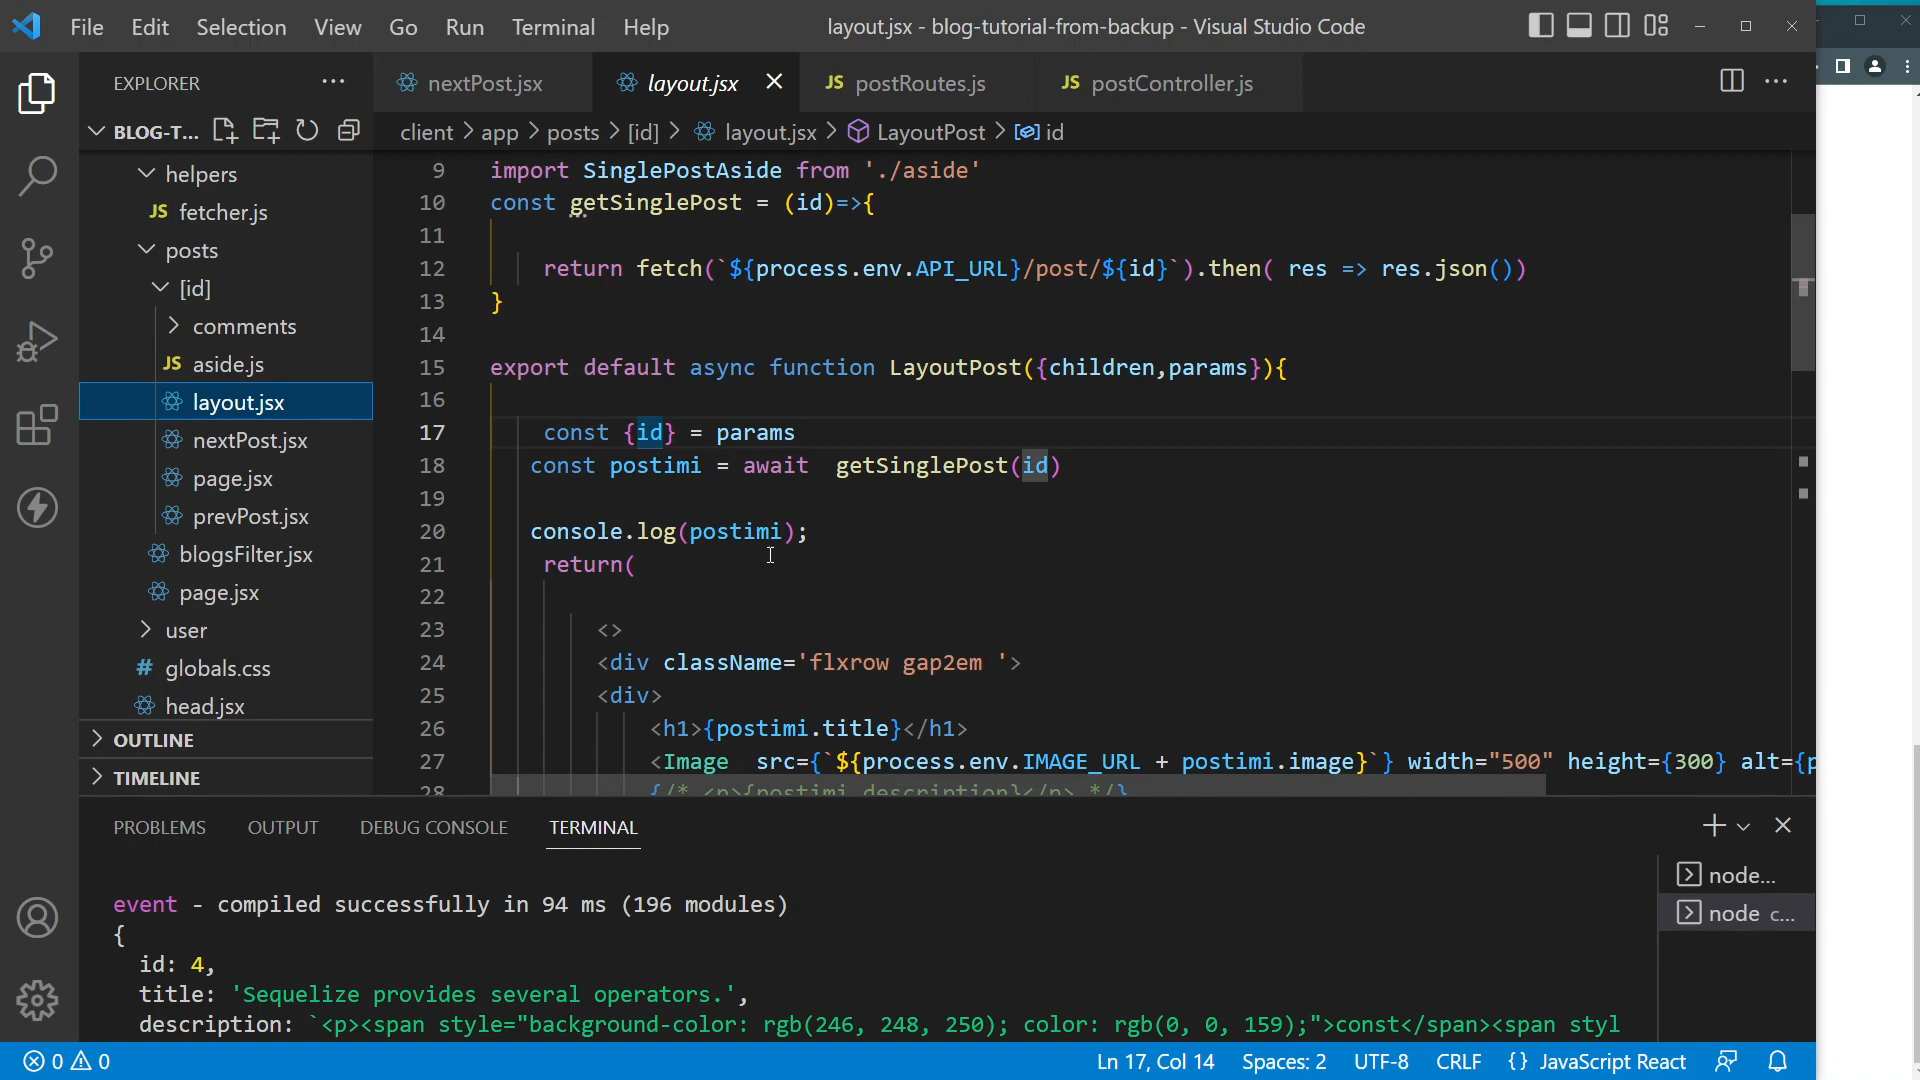 File Edit Selection View Go Run Terminal Help layout.jsx - blog-tutorial-from-backup - Visual Studio Code
EXPLORER
nextPost.jsx layout.jsx JS postRoutes.js JS postController.js
BLOG-T...
client > app > posts > [id] > layout.jsx > LayoutPost > id
helpers
JS fetcher.js
posts
[id]
comments
JS aside.js
layout.jsx
nextPost.jsx
page.jsx
prevPost.jsx
blogsFilter.jsx
page.jsx
user
# globals.css
head.jsx
OUTLINE
TIMELINE
9 import SinglePostAside from './aside'
10 const getSinglePost = (id)=>{
11
12 return fetch(`${process.env.API_URL}/post/${id}`).then( res => res.json())
13 }
14
15 export default async function LayoutPost({children,params}){
16
17 const {id} = params
18 const postimi = await  getSinglePost(id)
19
20 console.log(postimi);
21 return(
22
23 <>
24 <div className='flxrow gap2em '>
25 <div>
26 <h1>{postimi.title}</h1>
27 <Image  src={`${process.env.IMAGE_URL + postimi.image}`} width="500" height={300} alt={p
28 {/* <p>{postimi.description}</p> */}
PROBLEMS OUTPUT DEBUG CONSOLE TERMINAL
node...
node c...
event - compiled successfully in 94 ms (196 modules)
{
id: 4,
title: 'Sequelize provides several operators.',
description: `<p><span style="background-color: rgb(246, 248, 250); color: rgb(0, 0, 159);">const</span><span styl
0 0 Ln 17, Col 14 Spaces: 2 UTF-8 CRLF {} JavaScript React